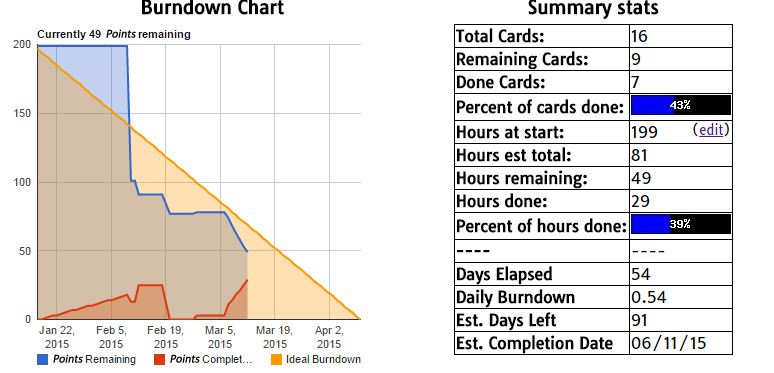 Burndown Chart
Currently 49 Points remaining
200
150
100
50
0
Jan 22, 2015
Feb 5, 2015
Feb 19, 2015
Mar 5, 2015
Mar 19, 2015
Apr 2, 2015
Points Remaining
Points Complet...
Ideal Burndown
Summary stats
Total Cards: 16
Remaining Cards: 9
Done Cards: 7
Percent of cards done: 43%
Hours at start: 199 (edit)
Hours est total: 81
Hours remaining: 49
Hours done: 29
Percent of hours done: 39%
---- ----
Days Elapsed 54
Daily Burndown 0.54
Est. Days Left 91
Est. Completion Date 06/11/15